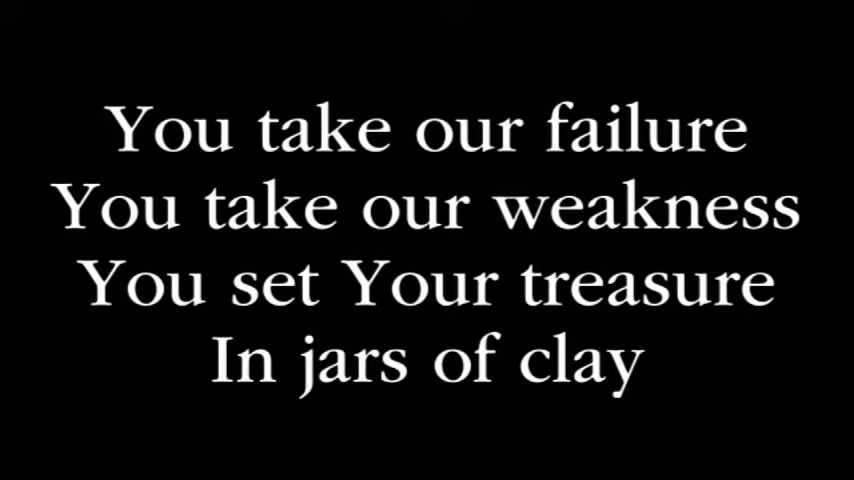 You take our failure
You take our weakness
You set Your treasure
In jars of clay